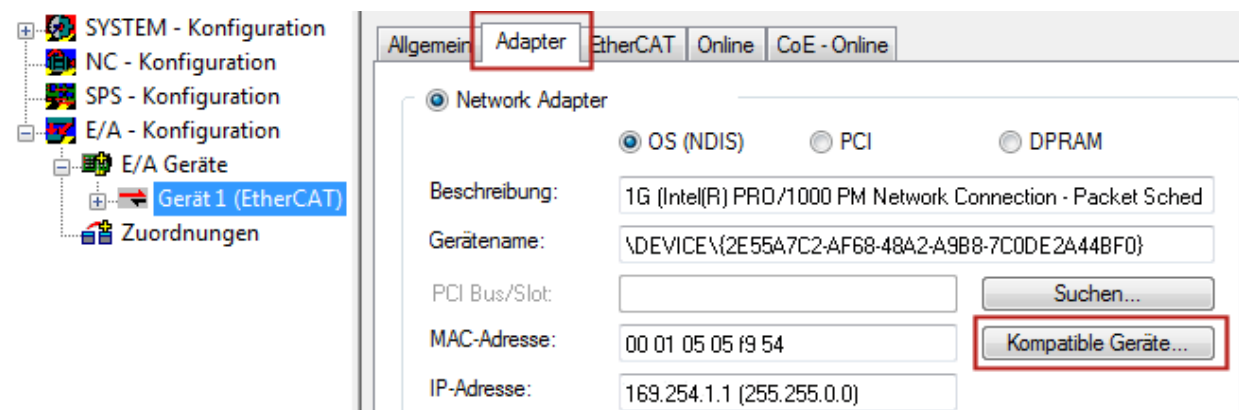 SYSTEM - Konfiguration
NC - Konfiguration
SPS - Konfiguration
E/A - Konfiguration
E/A Geräte
Gerät 1 (EtherCAT)
Zuordnungen
Allgemein Adapter EtherCAT Online CoE - Online
Network Adapter
OS (NDIS) PCI DPRAM
Beschreibung: 1G (Intel(R) PRO/1000 PM Network Connection - Packet Sched
Gerätename: \DEVICE\{2E55A7C2-AF68-48A2-A9B8-7C0DE2A44BF0}
PCI Bus/Slot: Suchen...
MAC-Adresse: 00 01 05 05 f9 54 Kompatible Geräte...
IP-Adresse: 169.254.1.1 (255.255.0.0)